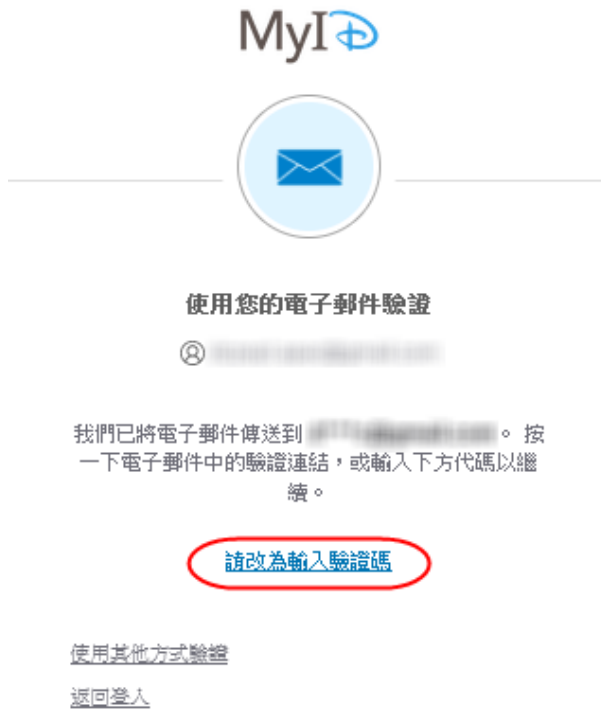 MyID
使用您的電子郵件驗證
我們已將電子郵件傳送到 。 按
一下電子郵件中的驗證連結，或輸入下方代碼以繼
續。
請改為輸入驗證碼
使用其他方式驗證
返回登入